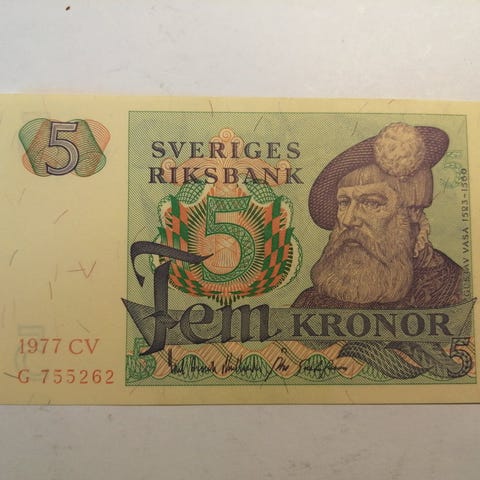 5
SVERIGES
RIKSBANK
5
GUSTAV VASA 1523-1560
Fem KRONOR
1977 CV
G 755262
5